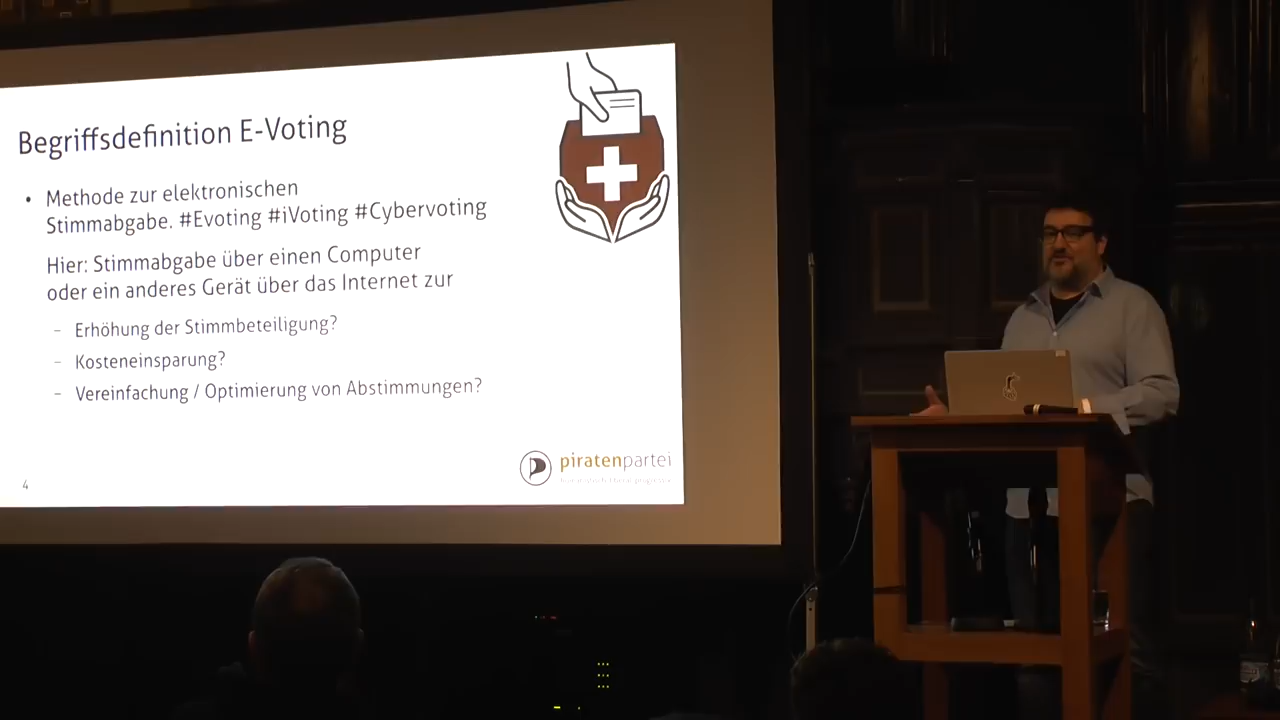 Begriffsdefinition E-Voting
• Methode zur elektronischen
Stimmabgabe. #Evoting #iVoting #Cybervoting
Hier: Stimmabgabe über einen Computer
oder ein anderes Gerät über das Internet zur
– Erhöhung der Stimmbeteiligung?
– Kosteneinsparung?
– Vereinfachung / Optimierung von Abstimmungen?
piratenpartei
4